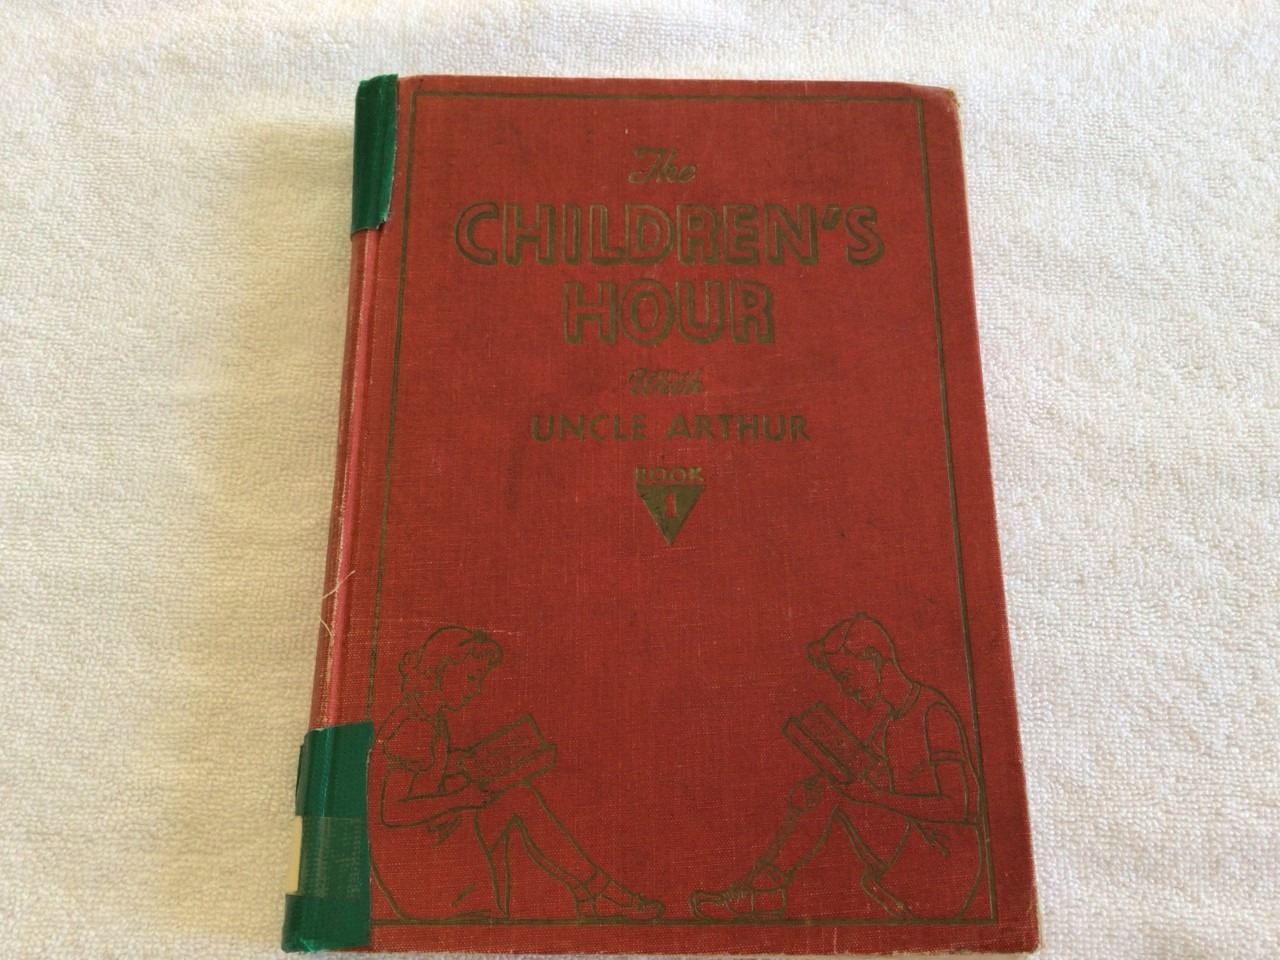 The
CHILDREN'S
HOUR
With
UNCLE ARTHUR
BOOK
1